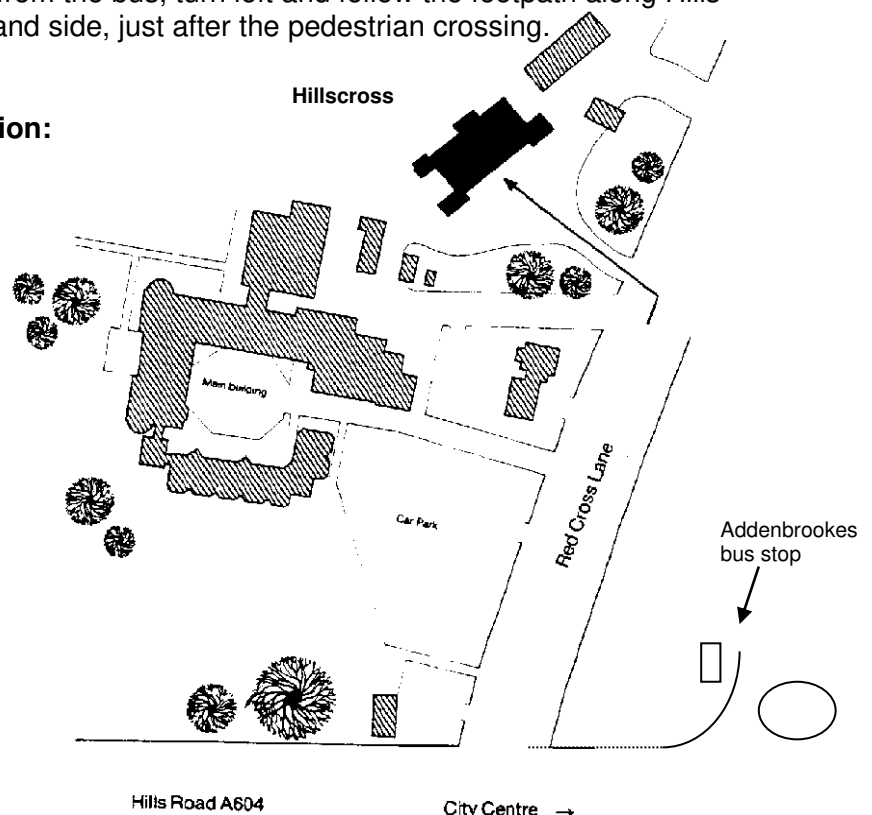 from the bus, turn left and follow the footpath along Hills
and side, just after the pedestrian crossing.
Hillscross
ion:
Main building
Car Park
Red Cross Lane
Addenbrookes
bus stop
Hills Road A604
City Centre →